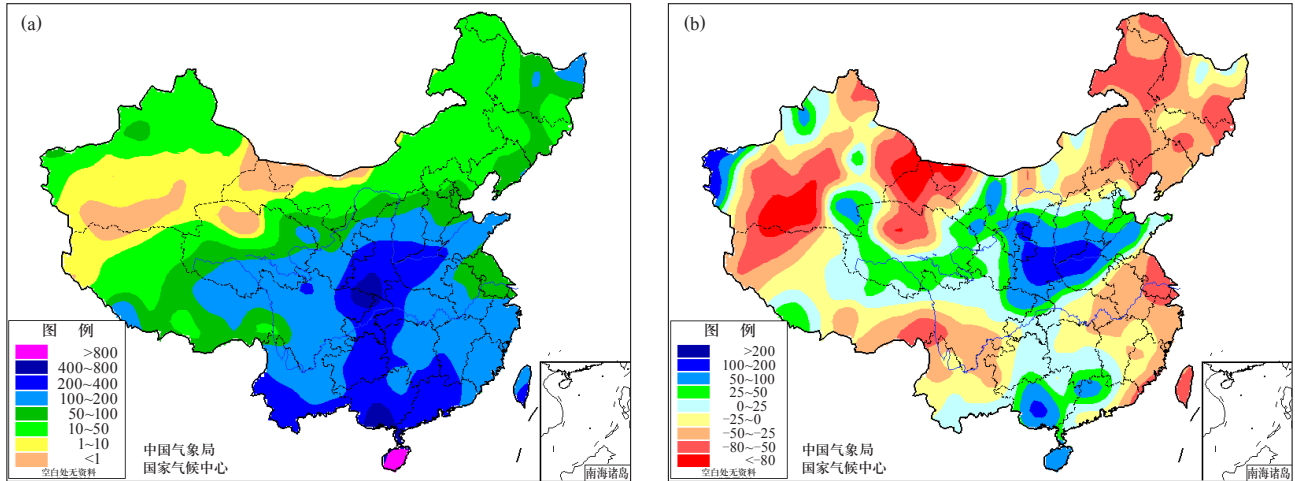 (a)
图 例
>800
400~800
200~400
100~200
50~100
10~50
1~10
<1
空白处无资料
中国气象局
国家气候中心
南海诸岛
(b)
图 例
>200
100~200
50~100
25~50
0~25
−25~0
−50~−25
−80~−50
<−80
空白处无资料
中国气象局
国家气候中心
南海诸岛